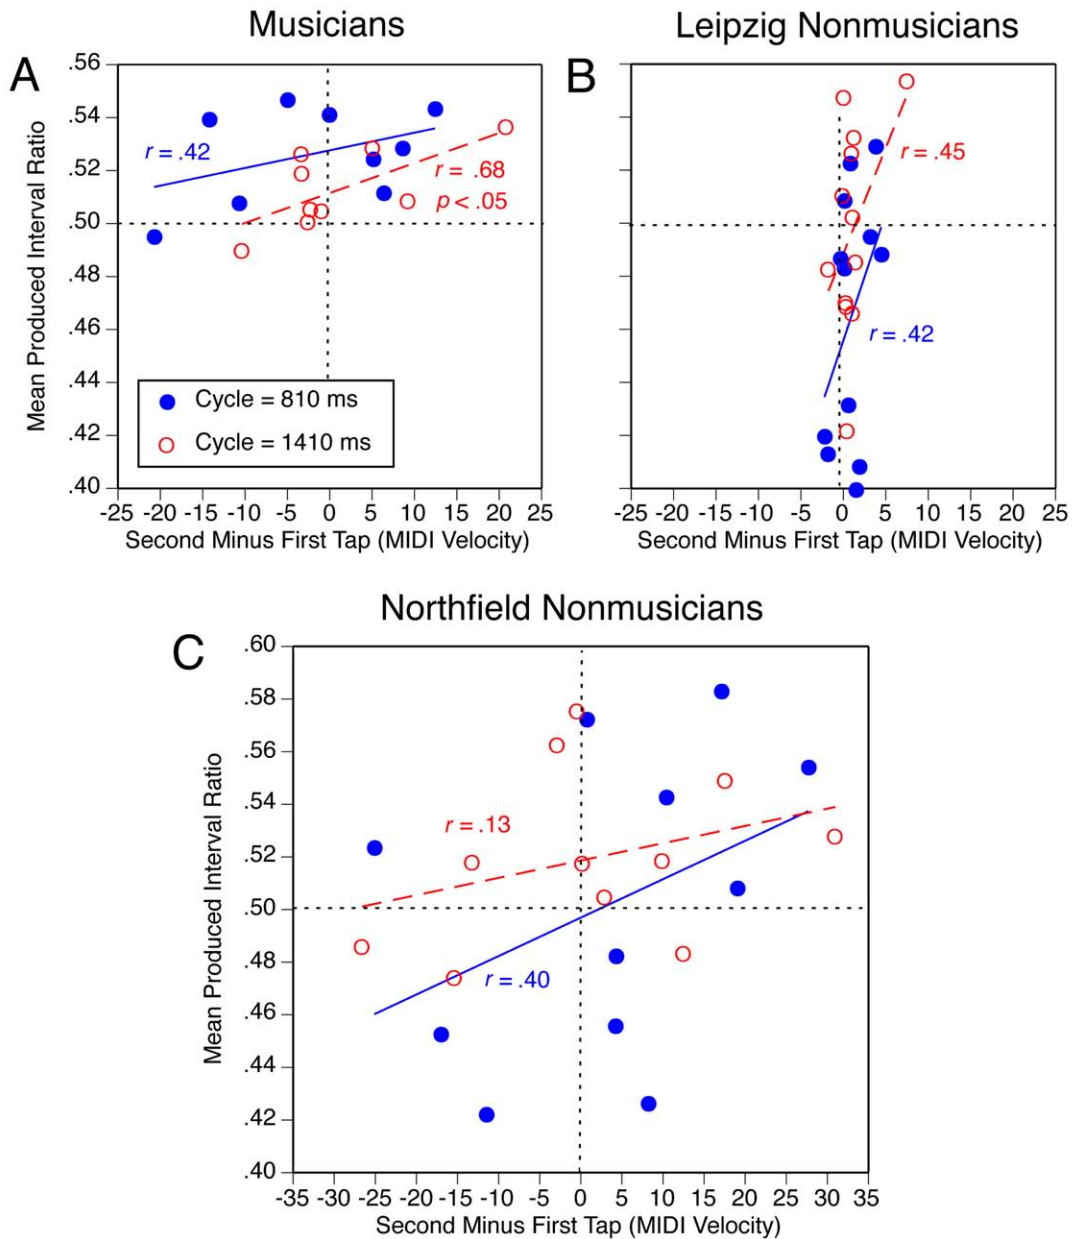 Musicians
Leipzig Nonmusicians
A
B
Mean Produced Interval Ratio
.56
.54
.52
.50
.48
.46
.44
.42
.40
r = .42
r = .68
p < .05
Cycle = 810 ms
Cycle = 1410 ms
-25 -20 -15 -10 -5 0 5 10 15 20 25
Second Minus First Tap (MIDI Velocity)
r = .45
r = .42
-25 -20 -15 -10 -5 0 5 10 15 20 25
Second Minus First Tap (MIDI Velocity)
Northfield Nonmusicians
C
Mean Produced Interval Ratio
.60
.58
.56
.54
.52
.50
.48
.46
.44
.42
.40
r = .13
r = .40
-35 -30 -25 -20 -15 -10 -5 0 5 10 15 20 25 30 35
Second Minus First Tap (MIDI Velocity)